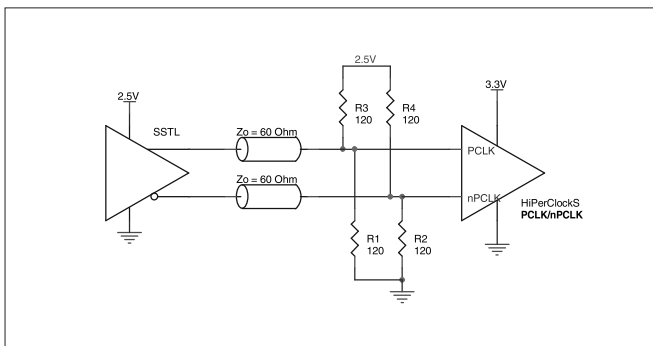 2.5V
3.3V
2.5V
R3
120
R4
120
SSTL
Zo = 60 Ohm
PCLK
Zo = 60 Ohm
nPCLK
HiPerClockS
PCLK/nPCLK
R1
120
R2
120